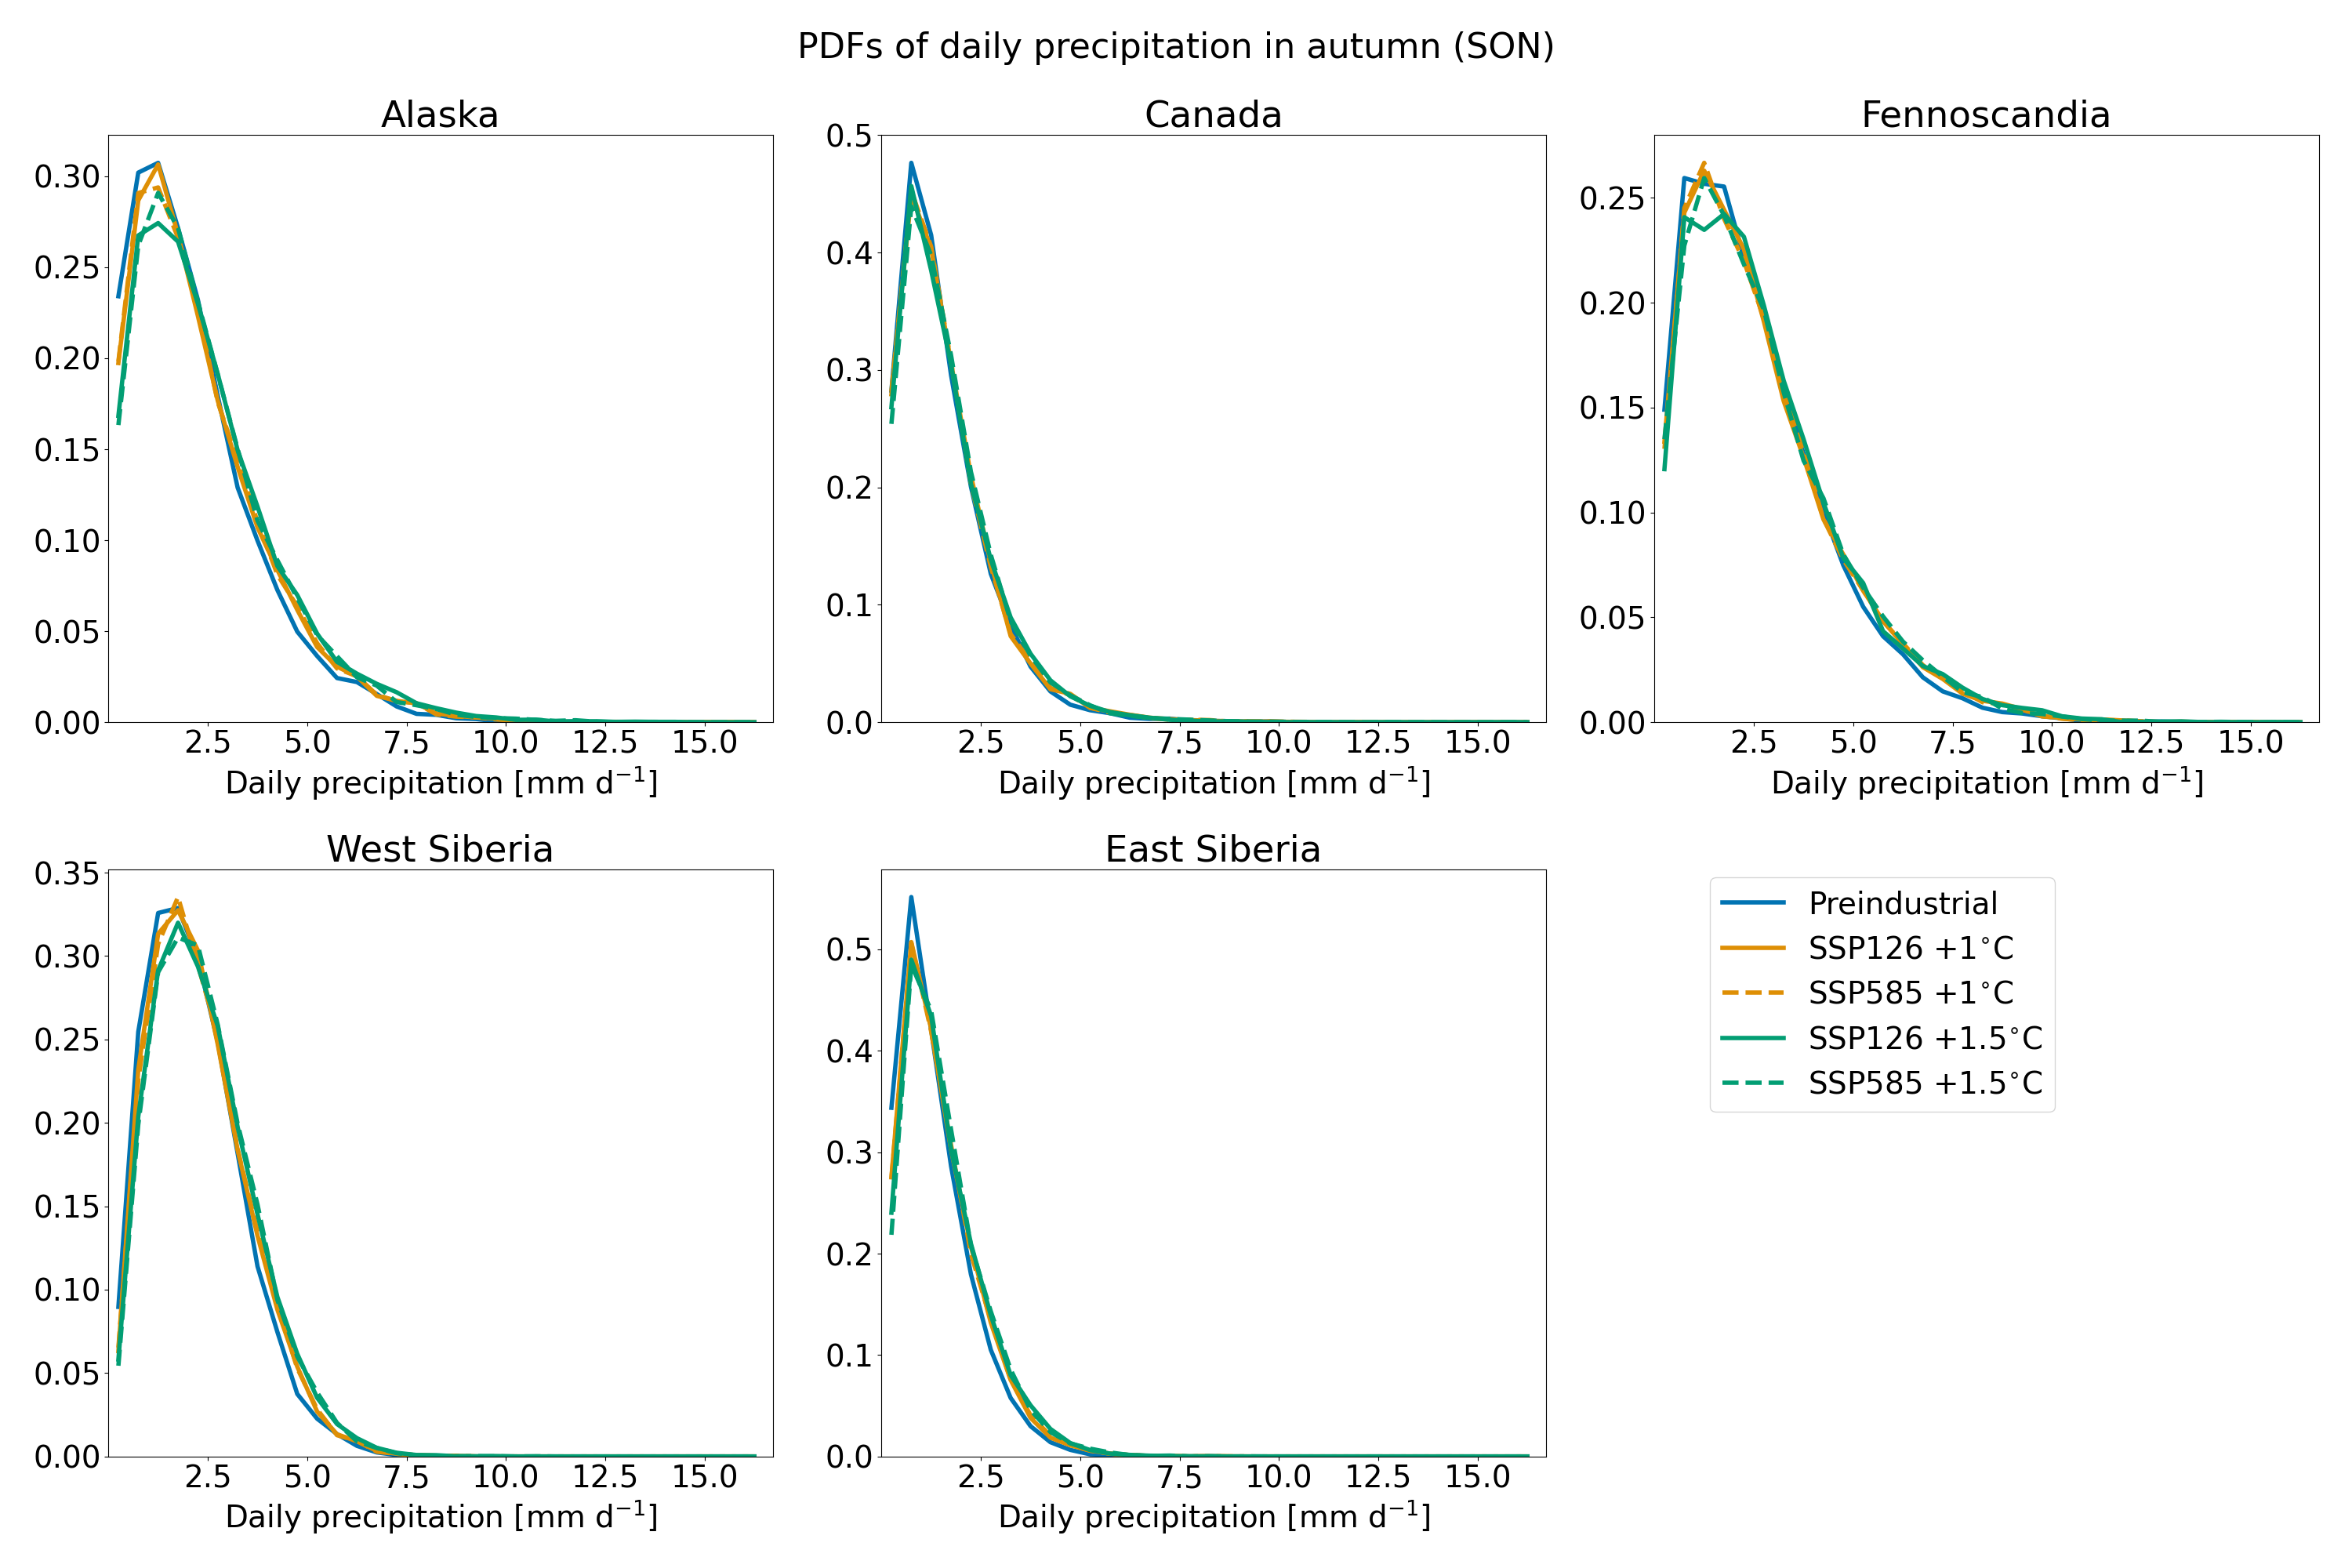 PDFs of daily precipitation in autumn (SON)
Alaska
Canada
Fennoscandia
0.30
0.25
0.20
0.15
0.10
0.05
0.00
2.5 5.0 7.5 10.0 12.5 15.0
Daily precipitation [mm d⁻¹]
0.5
0.4
0.3
0.2
0.1
0.0
2.5 5.0 7.5 10.0 12.5 15.0
Daily precipitation [mm d⁻¹]
0.25
0.20
0.15
0.10
0.05
0.00
2.5 5.0 7.5 10.0 12.5 15.0
Daily precipitation [mm d⁻¹]
West Siberia
East Siberia
0.35
0.30
0.25
0.20
0.15
0.10
0.05
0.00
2.5 5.0 7.5 10.0 12.5 15.0
Daily precipitation [mm d⁻¹]
0.5
0.4
0.3
0.2
0.1
0.0
2.5 5.0 7.5 10.0 12.5 15.0
Daily precipitation [mm d⁻¹]
Preindustrial
SSP126 +1°C
SSP585 +1°C
SSP126 +1.5°C
SSP585 +1.5°C